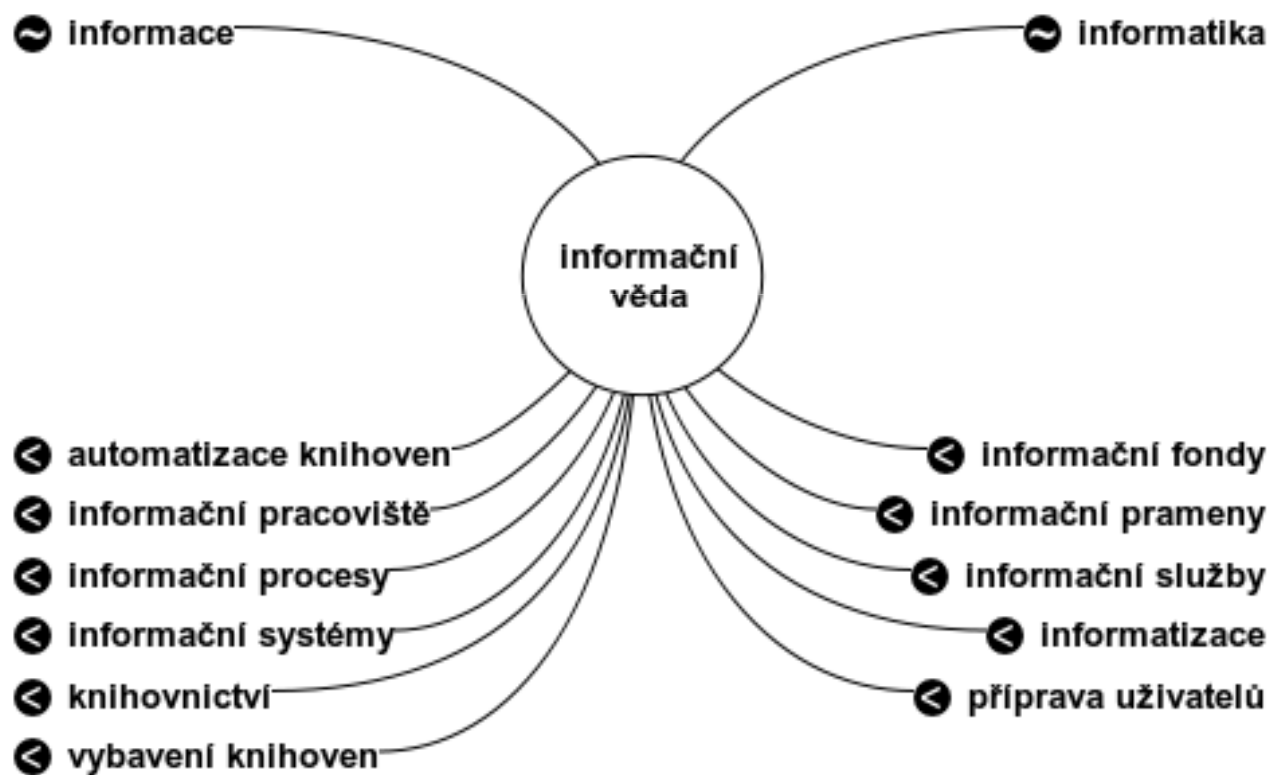 ~ informace
~ informatika
informační
věda
< automatizace knihoven
< informační pracoviště
< informační procesy
< informační systémy
< knihovnictví
< vybavení knihoven
< informační fondy
< informační prameny
< informační služby
< informatizace
< příprava uživatelů